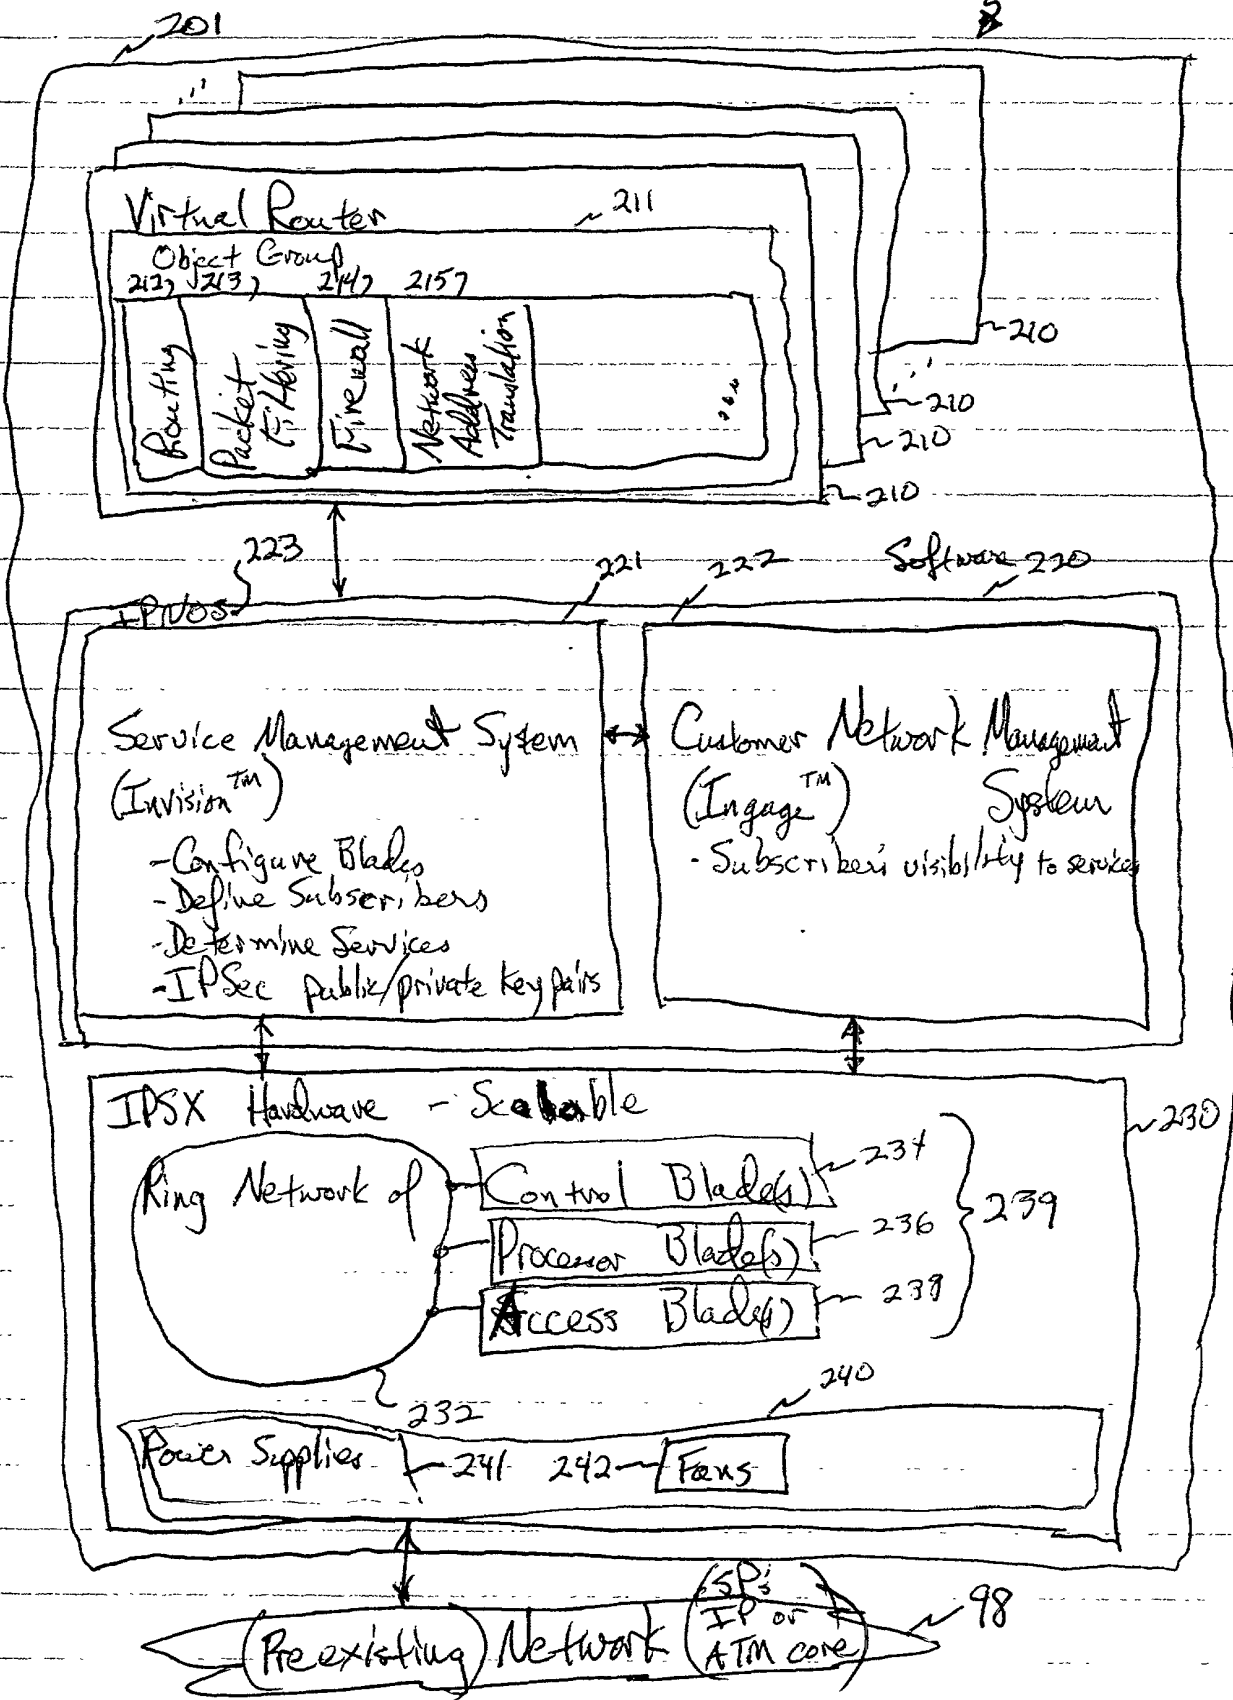 201
Virtual Router
211
Object Group
212 213 214 215
Routing
Packet
Filtering
Firewall
Network
Address
Translation
...
210
210
210
210
223
221
222
Software 220
IPNOS
Service Management System
(Invision™)
-Configure Blades
-Define Subscribers
-Determine Services
-IPSec public/private key pairs
Customer Network Management
(Ingage™) System
- Subscriber's visibility to services
IPSX Hardware - Scalable
230
Ring Network of
Control Blade(s)
234
Processor Blade(s)
236
Access Blade(s)
238
239
232
240
Power Supplies
241
242
Fans
(Preexisting) Network
(SP's
IP or
ATM core)
98